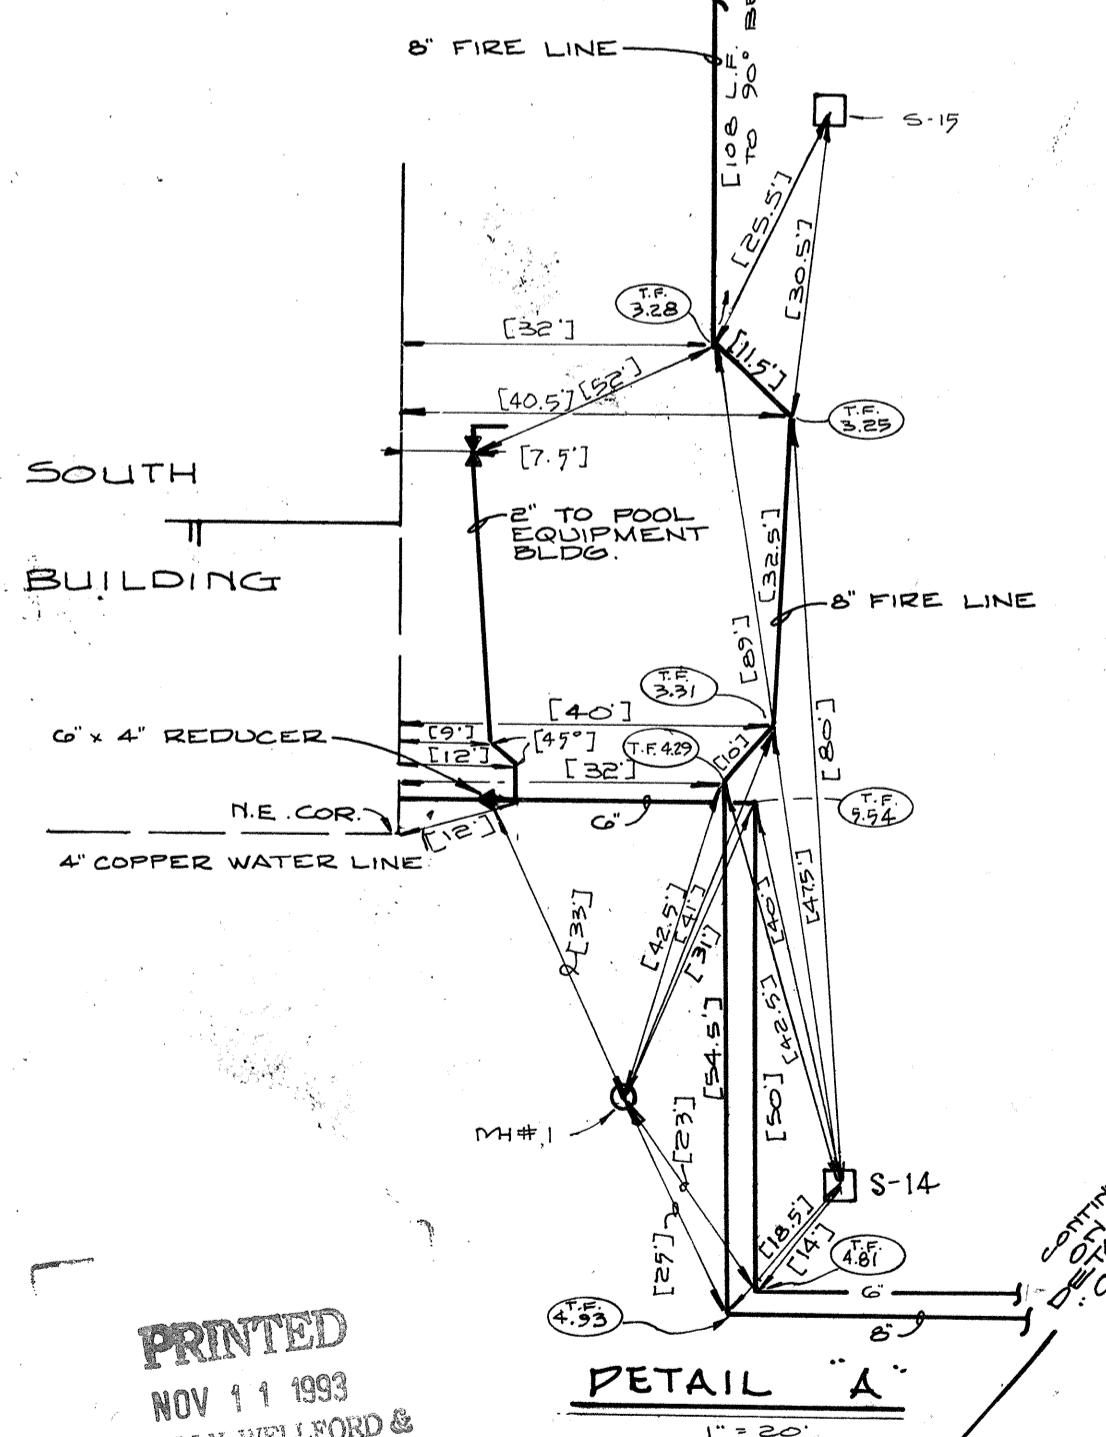 8" FIRE LINE
[108 L.F.
TO 90°
S-15
[25.5']
[30.5']
T.F.
3.28
[32']
[11.5']
[52']
[40.5']
T.F.
3.25
[7.5']
SOUTH
BUILDING
2" TO POOL
EQUIPMENT
BLDG.
[32.5']
8" FIRE LINE
[89']
T.F.
3.31
[80']
[40']
[9']
[45°]
6" x 4" REDUCER
[12']
T.F. 4.29
[10']
[32']
N.E. COR.
[12']
6"
T.F.
5.54
4" COPPER WATER LINE
[33']
[42.5']
[41']
[31']
[40']
[47.5']
[42.5']
[54.5']
[50']
MH#1
[23']
S-14
[25']
[18.5']
[14']
T.F.
4.81
T.F.
4.93
6"
8"
ON
PRINTED
NOV 11 1993
WELLFORD &
DETAIL "A"
1" = 20'